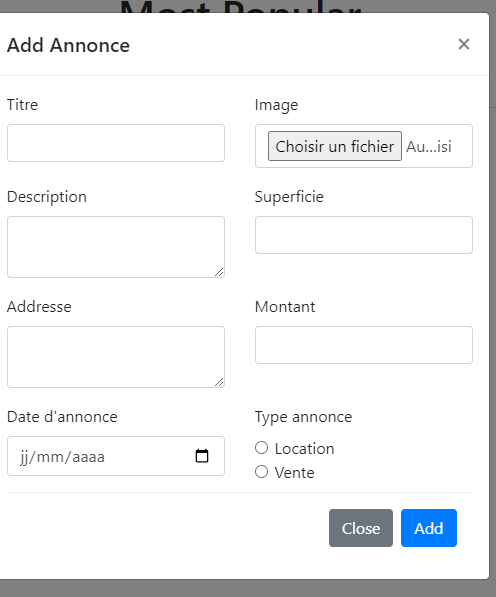 Most Popular
Add Annonce ×
Titre Image
Choisir un fichier Au...isi
Description Superficie
Addresse Montant
Date d'annonce Type annonce
jj/mm/aaaa Location
Vente
Close Add